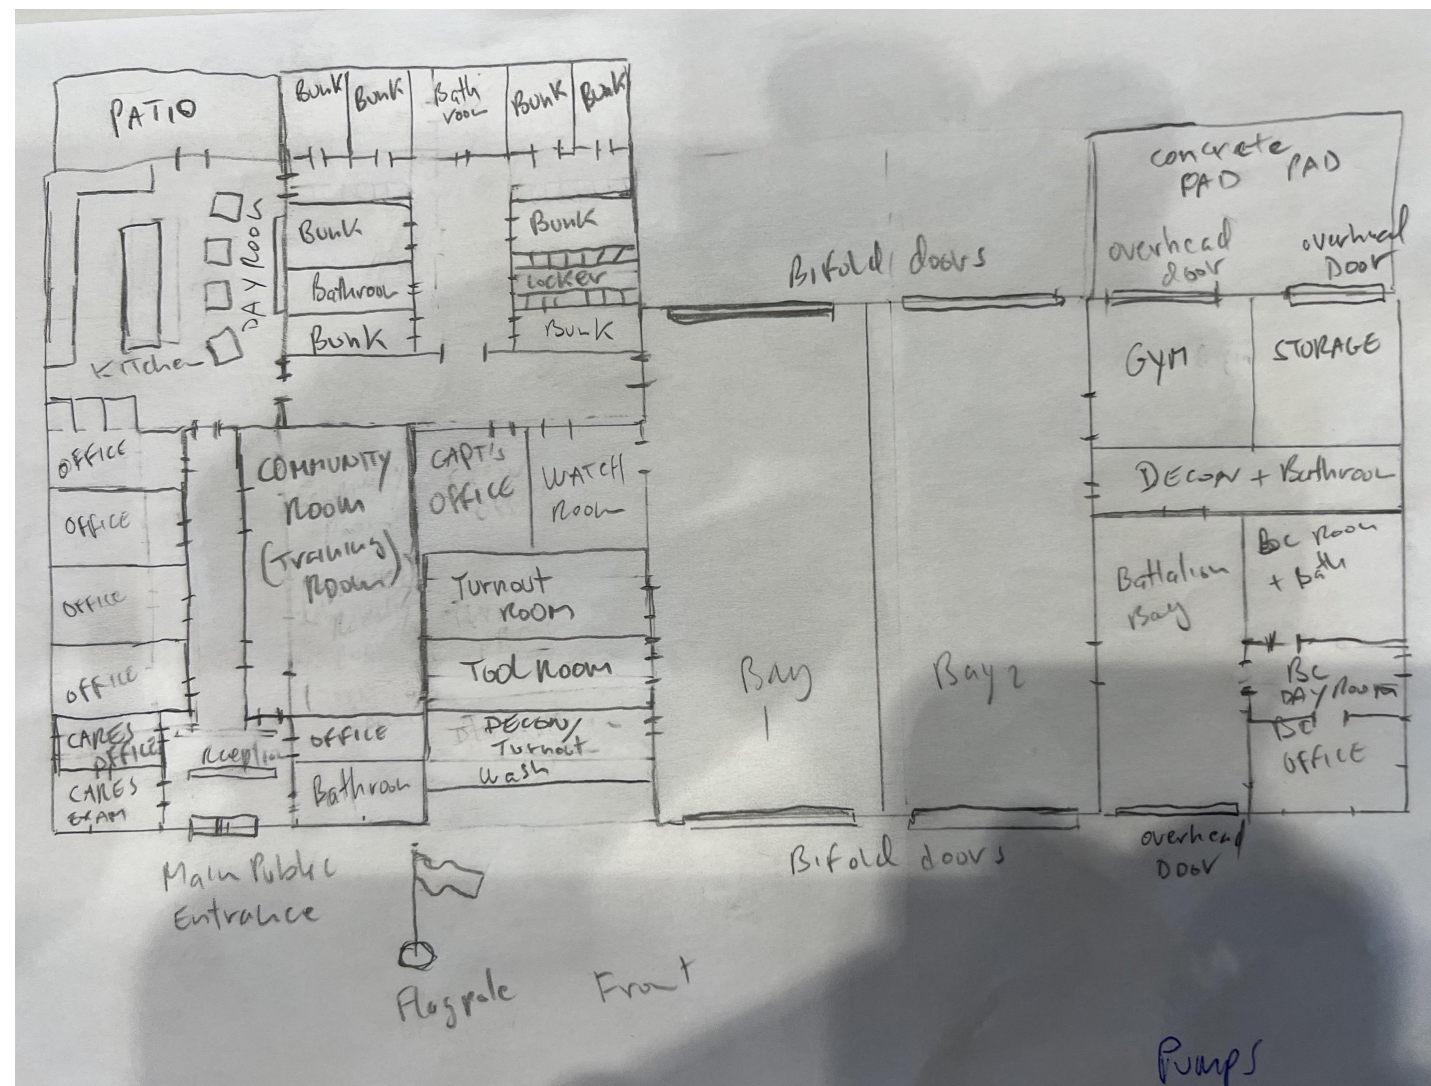 PATIO
Bunk
Bunk
Bath
room
Bunk
Bunk
concrete
PAD PAD
Bunk
Bathroom
Bunk
Bunk
Locker
Bunk
DAY ROOM
Kitchen
Bifold doors
overhead
door
overhead
DOOR
GYM
STORAGE
DECON + Bathroom
OFFICE
OFFICE
OFFICE
OFFICE
CARES
OFFICE
CARES
EXAM
COMMUNITY
ROOM
(Training
Room)
CAPT'S
OFFICE
WATCH
ROOM
Turnout
ROOM
Tool Room
DECON/
Turnout
Wash
Reception
OFFICE
Bathroom
Bay
1
Bay 2
Battalion
Bay
BC Room
+ Bath
BC
DAY Room
BC
OFFICE
Main Public
Entrance
Bifold doors
overhead
DOOR
Flagpole
Front
Pumps